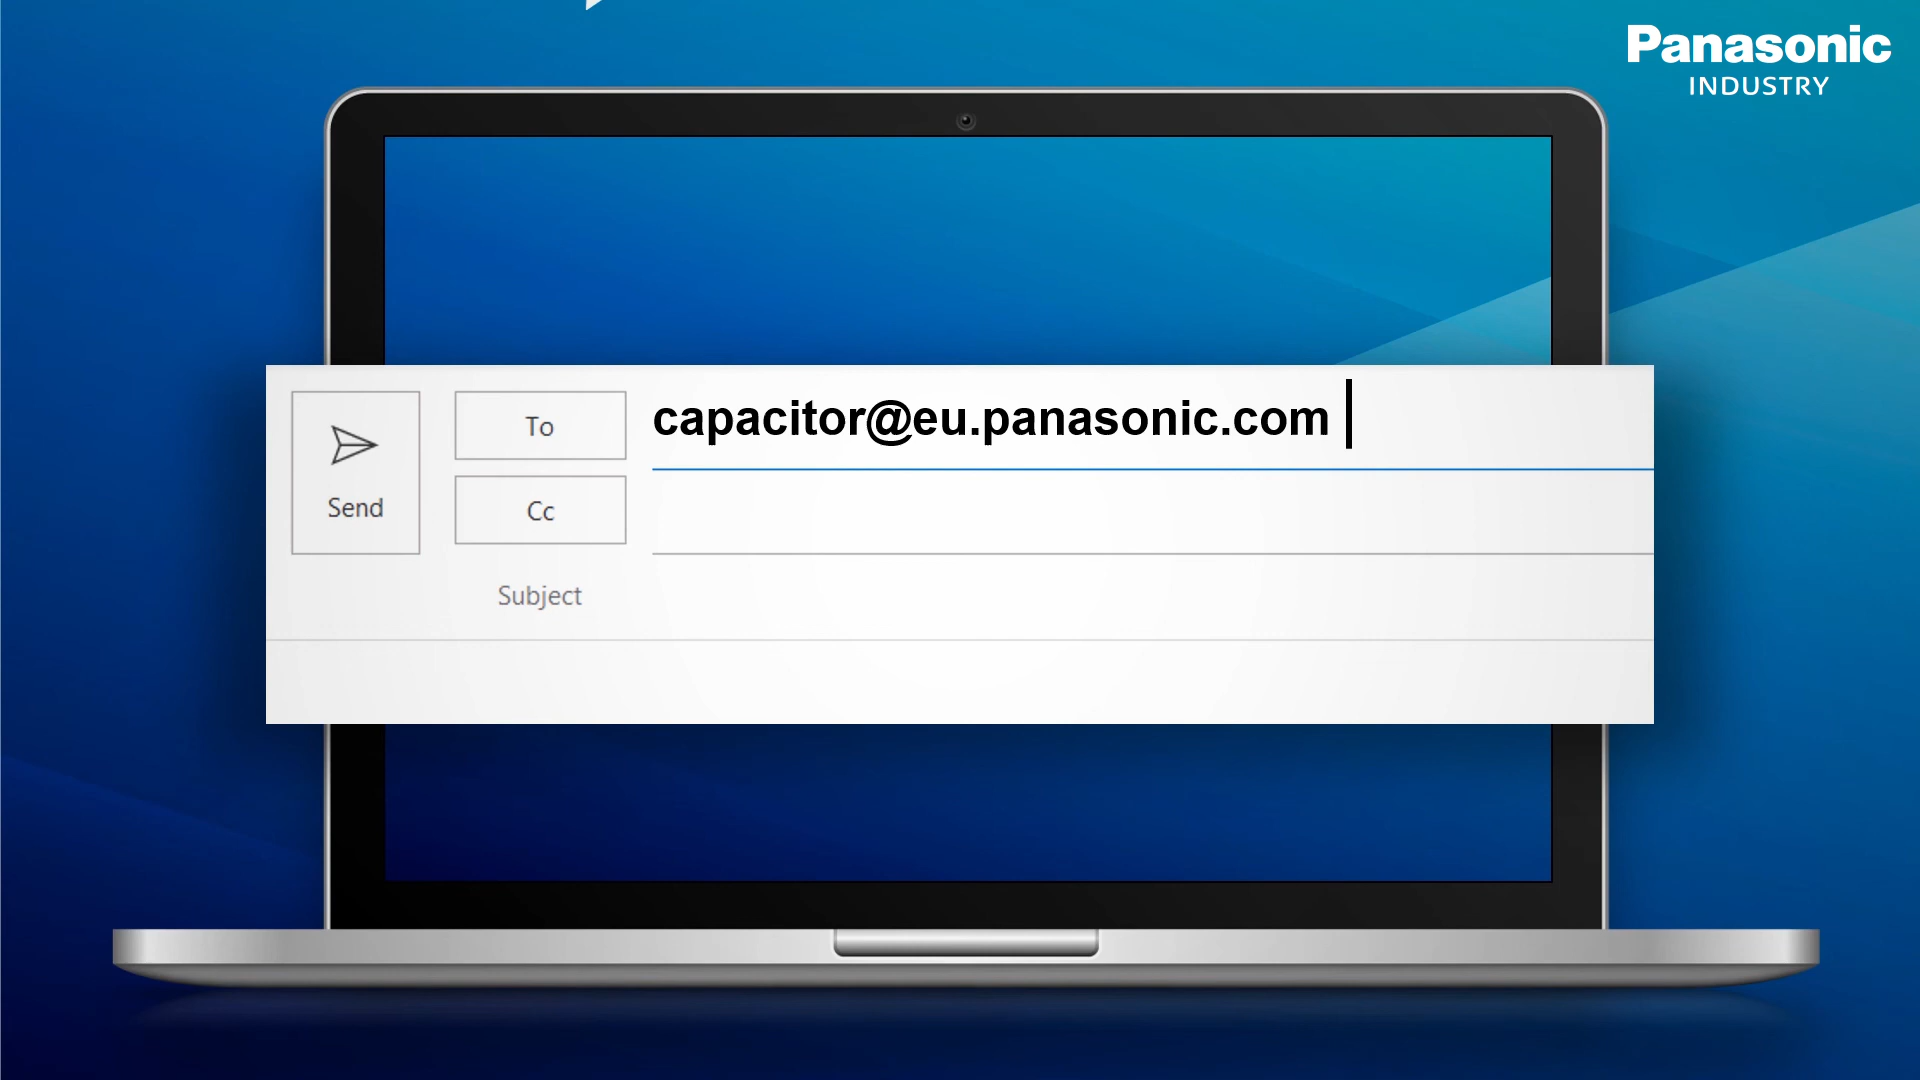 Panasonic
INDUSTRY
To
capacitor@eu.panasonic.com
Send
Cc
Subject